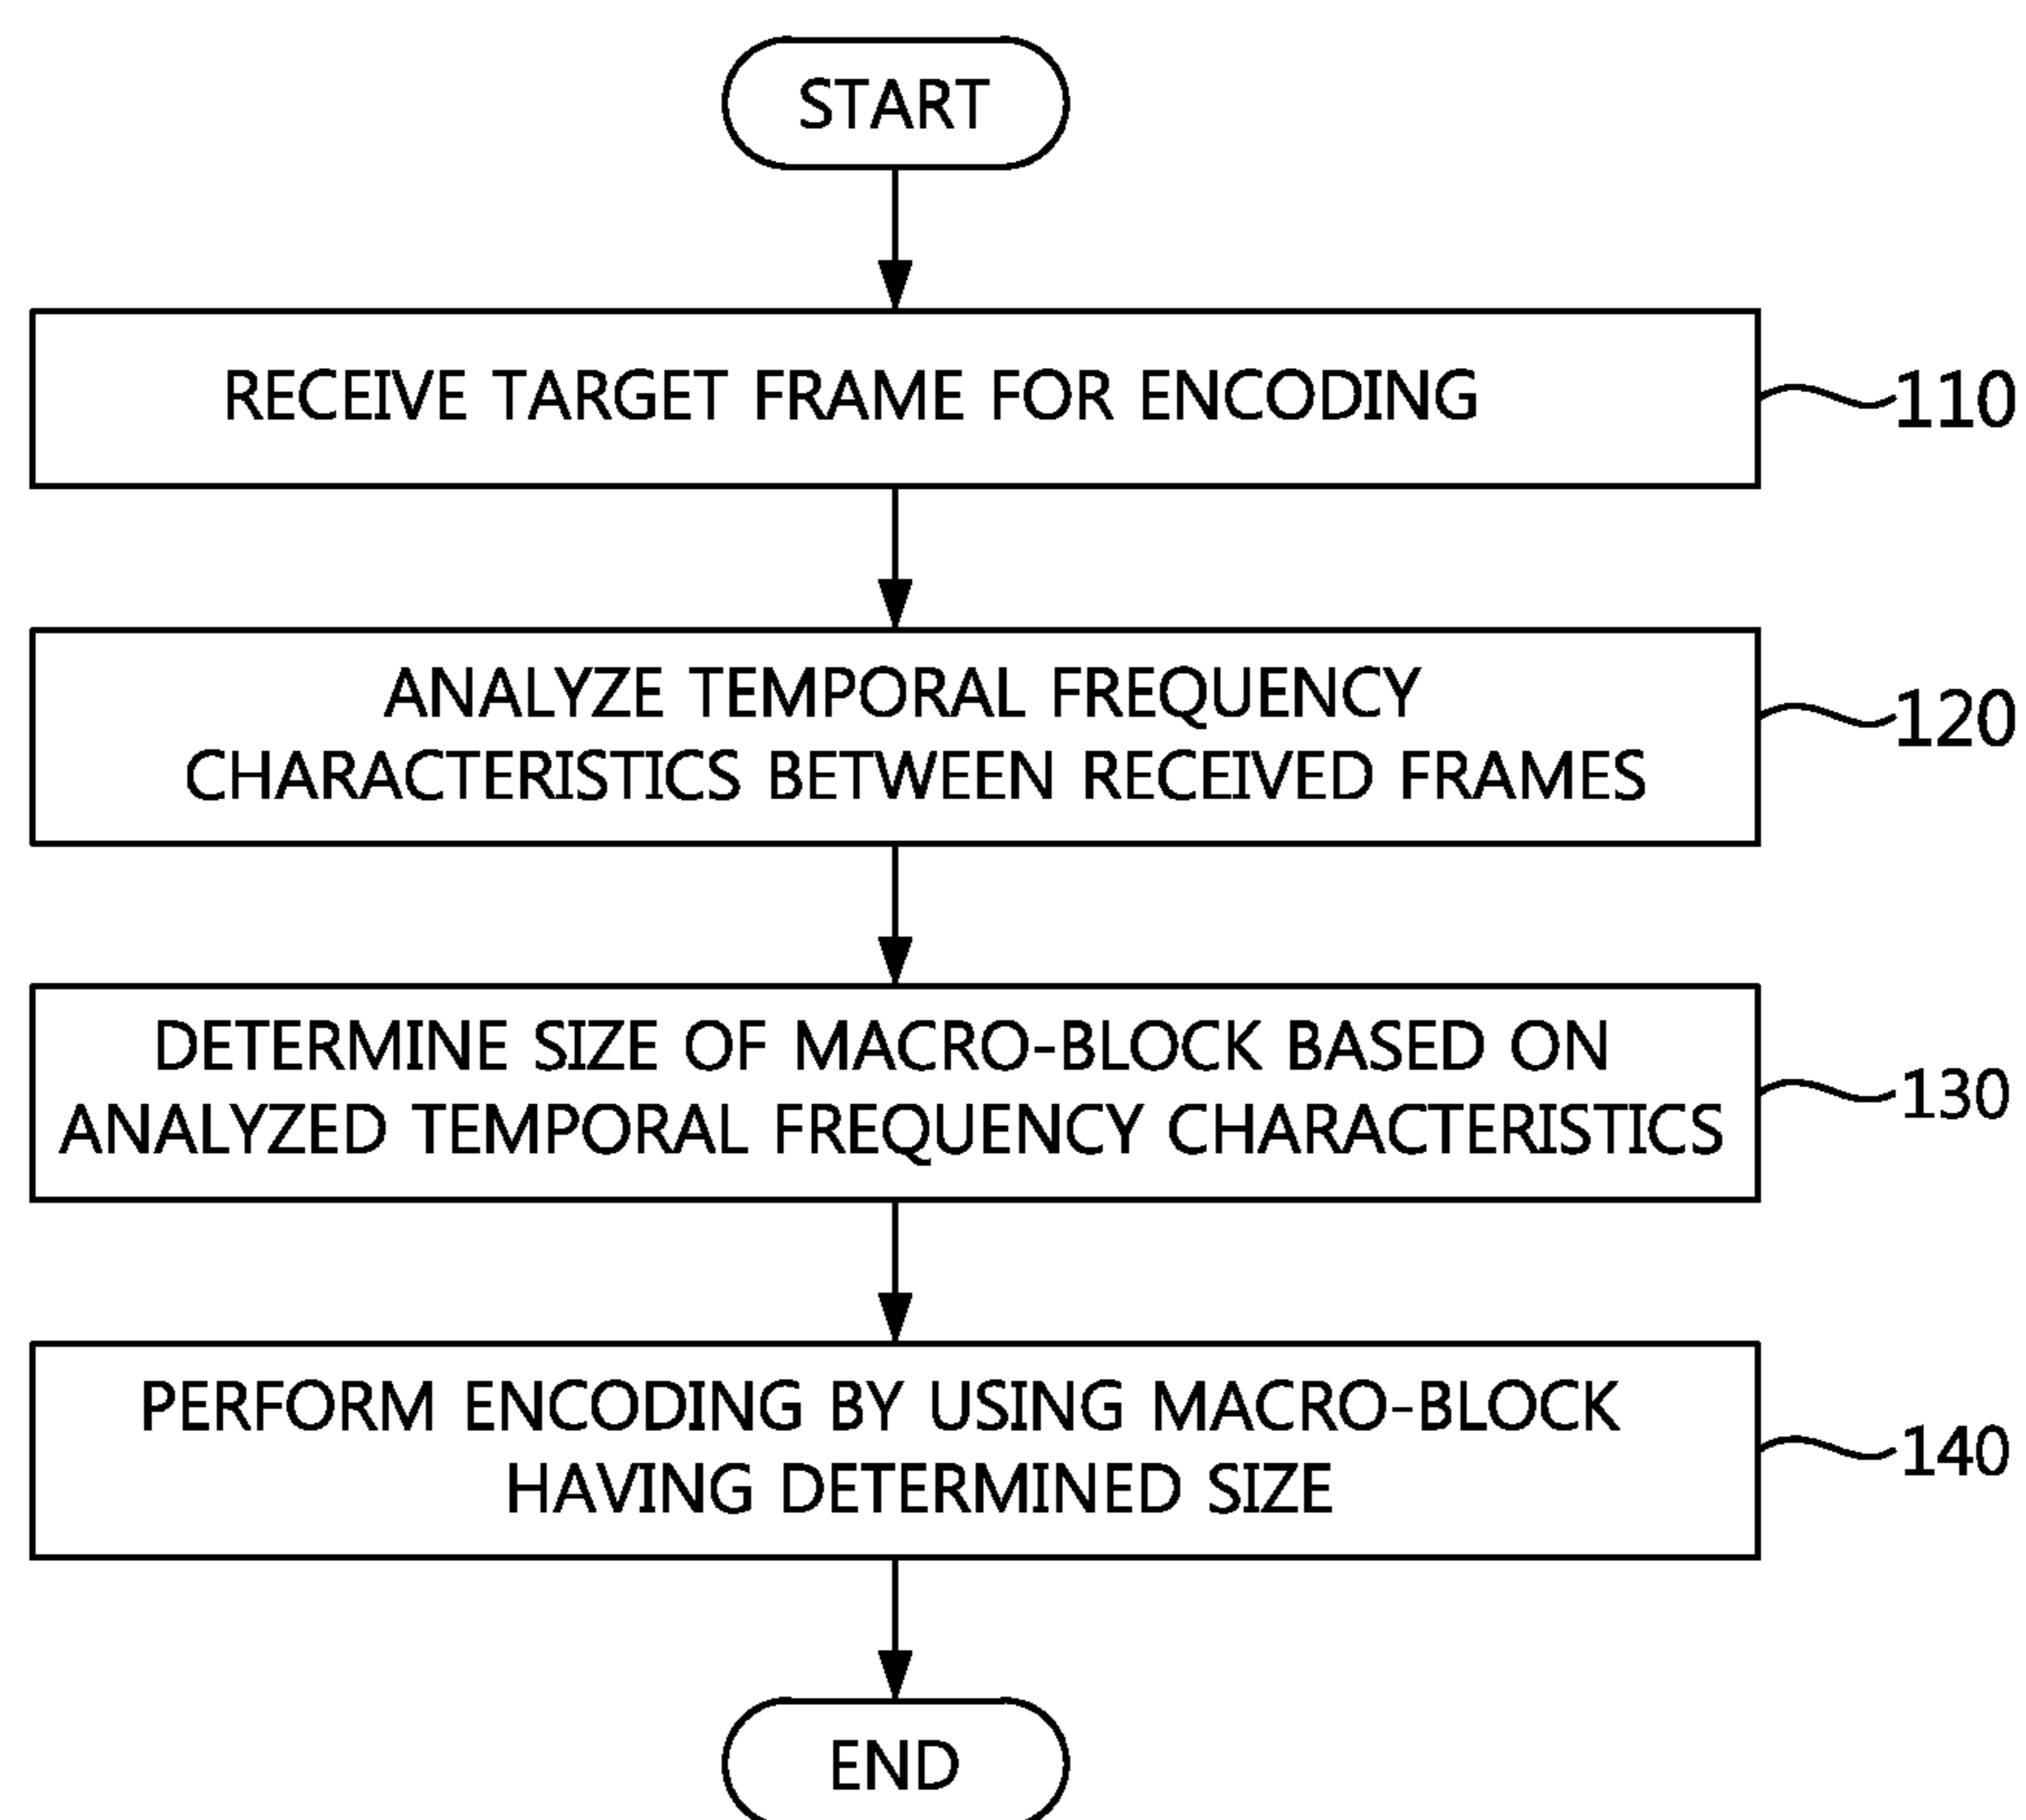 START
RECEIVE TARGET FRAME FOR ENCODING
110
ANALYZE TEMPORAL FREQUENCY
CHARACTERISTICS BETWEEN RECEIVED FRAMES
120
DETERMINE SIZE OF MACRO-BLOCK BASED ON
ANALYZED TEMPORAL FREQUENCY CHARACTERISTICS
130
PERFORM ENCODING BY USING MACRO-BLOCK
HAVING DETERMINED SIZE
140
END